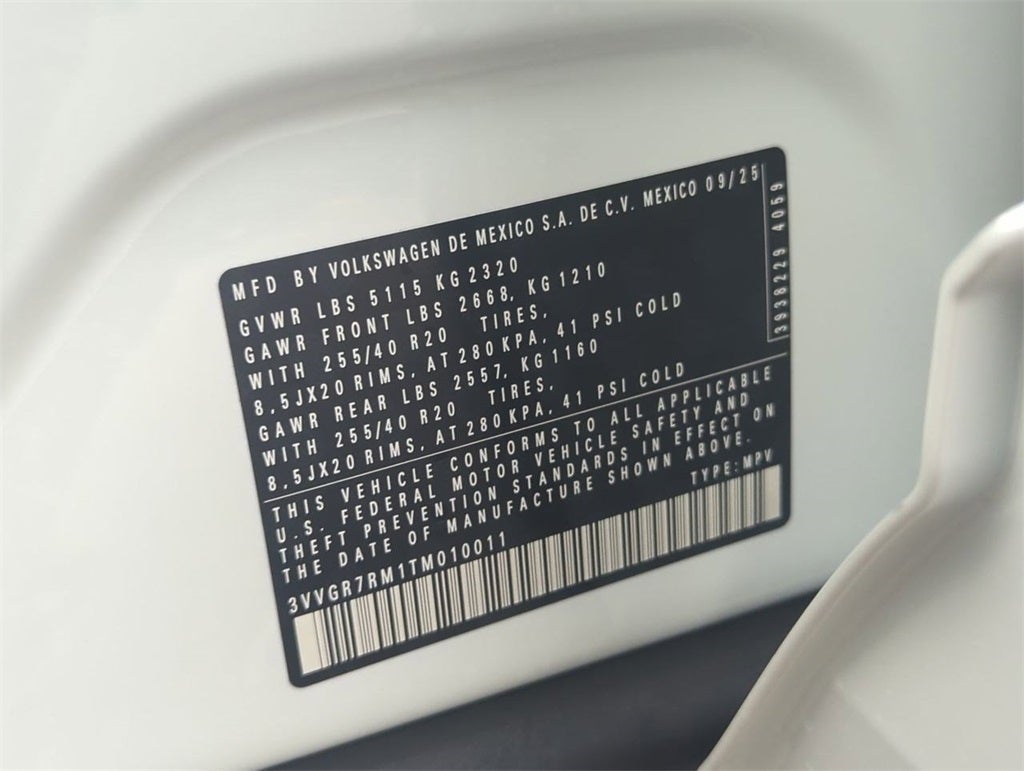 MFD BY VOLKSWAGEN DE MEXICO S.A. DE C.V. MEXICO 09/25
GVWR LBS 5115 KG 2320
GAWR FRONT LBS 2668, KG 1210
WITH 255/40 R20 TIRES,
8,5JX20 RIMS, AT 280 KPA, 41 PSI COLD
GAWR REAR LBS 2557, KG 1160
WITH 255/40 R20 TIRES,
8,5JX20 RIMS, AT 280 KPA, 41 PSI COLD
3938229 4059
THIS VEHICLE CONFORMS TO ALL APPLICABLE
U.S. FEDERAL MOTOR VEHICLE SAFETY AND
THEFT PREVENTION STANDARDS IN EFFECT ON
THE DATE OF MANUFACTURE SHOWN ABOVE.
3VVGR7RM1TM010011 TYPE: MPV